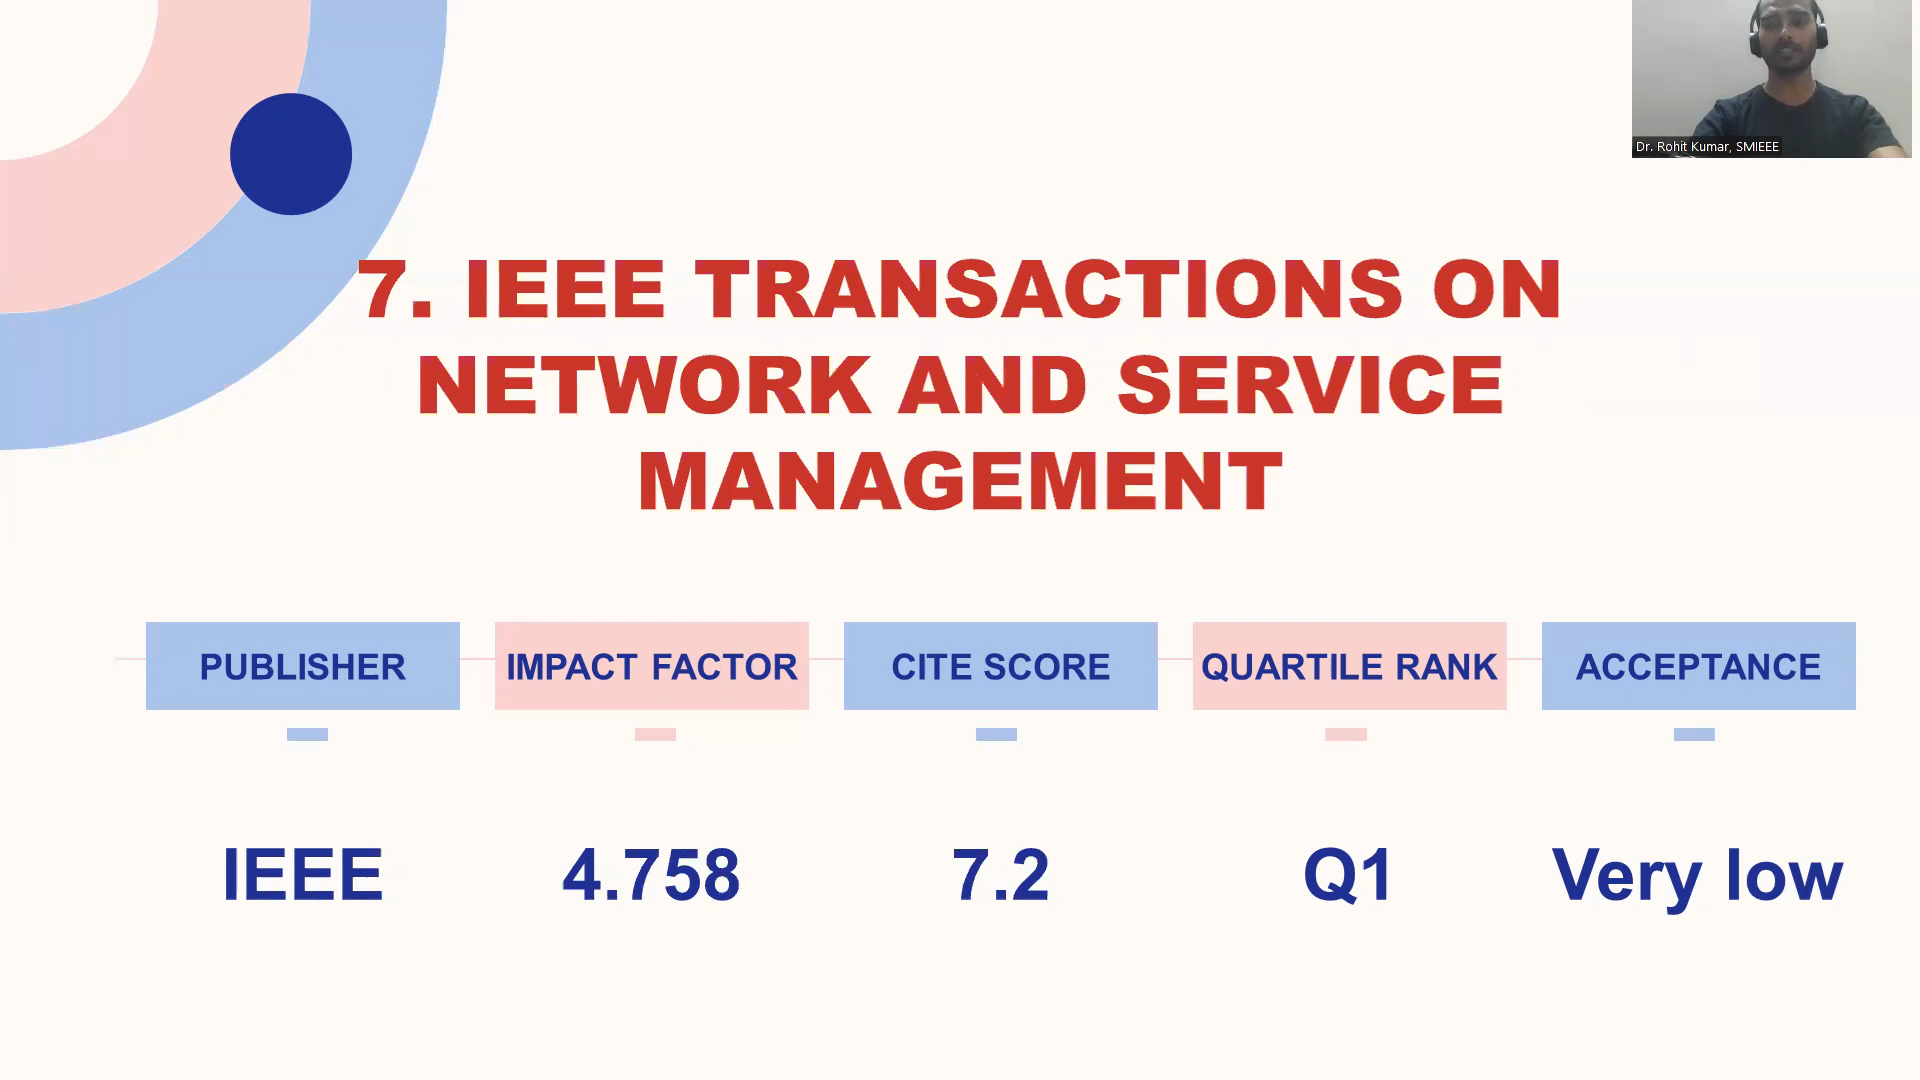 Dr. Rohit Kumar, SMIEEE
7. IEEE TRANSACTIONS ON
NETWORK AND SERVICE
MANAGEMENT
PUBLISHER
IMPACT FACTOR
CITE SCORE
QUARTILE RANK
ACCEPTANCE
IEEE
4.758
7.2
Q1
Very low